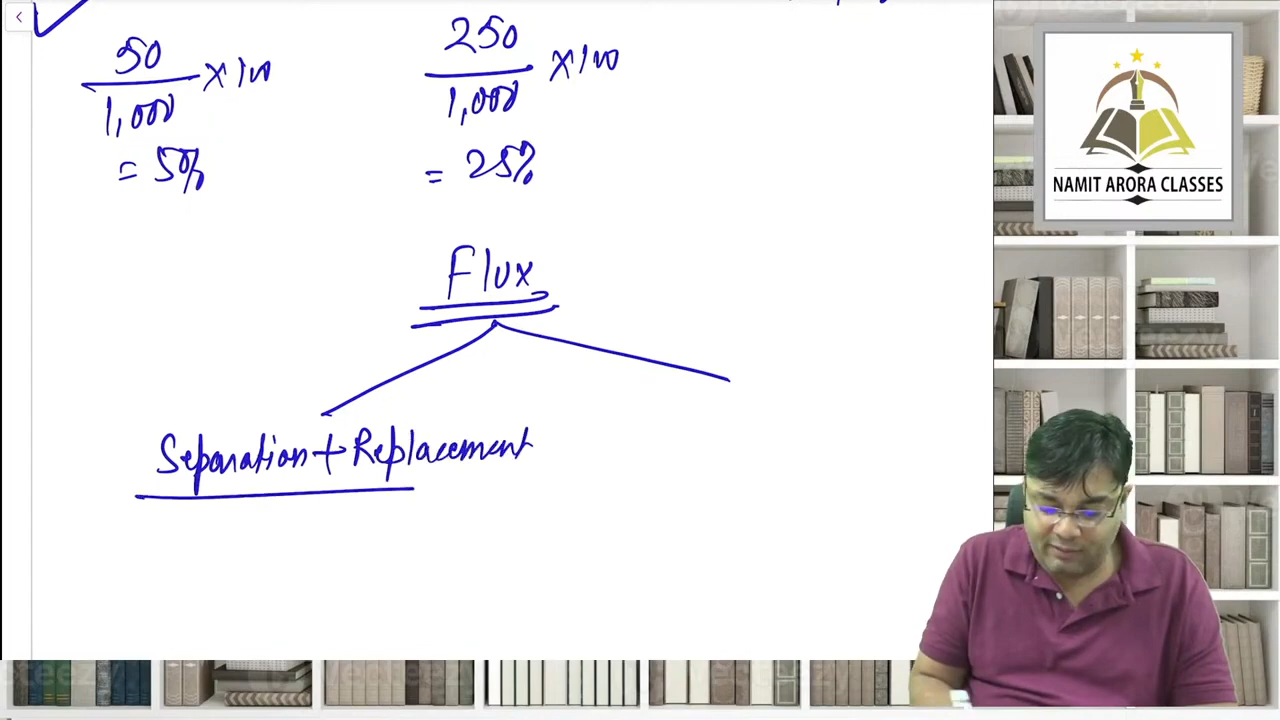 50
1,000 × 100
= 5%
250
1,000 × 100
= 25%
Flux
Separation + Replacement
NAMIT ARORA CLASSES